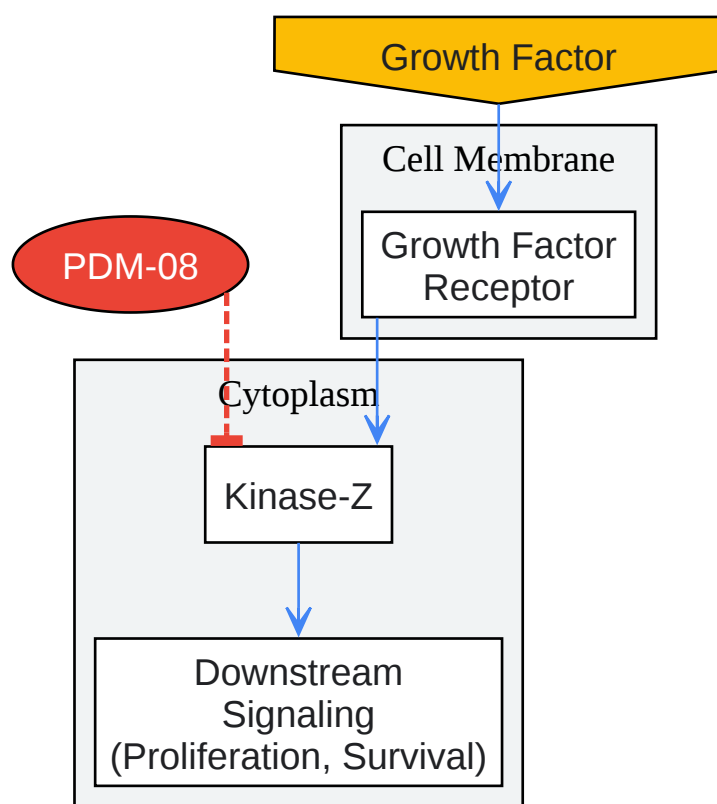 Growth Factor
Cell Membrane
Growth Factor
Receptor
PDM-08
Cytoplasm
Kinase-Z
Downstream
Signaling
(Proliferation, Survival)